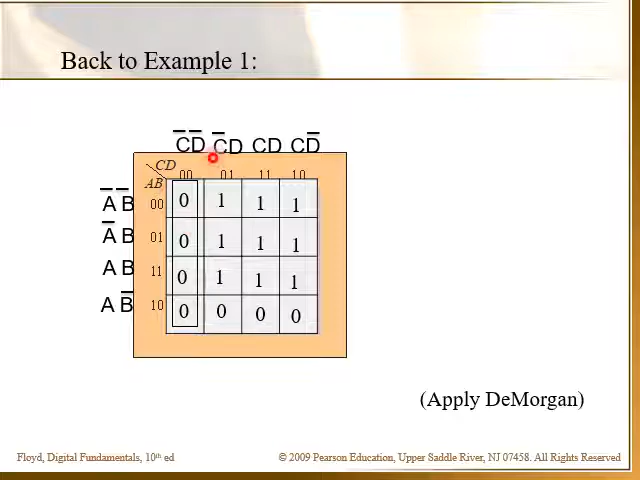 Back to Example 1:
C̅D̅ C̅D CD CD̅
CD
00 01 11 10
AB
A̅ B̅ 00 0 1 1 1
A̅ B 01 0 1 1 1
A B 11 0 1 1 1
A B̅ 10 0 0 0 0
(Apply DeMorgan)
Floyd, Digital Fundamentals, 10th ed
© 2009 Pearson Education, Upper Saddle River, NJ 07458. All Rights Reserved